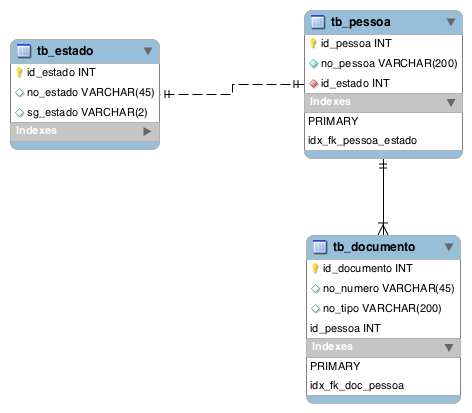 tb_estado
id_estado INT
no_estado VARCHAR(45)
sg_estado VARCHAR(2)
Indexes
tb_pessoa
id_pessoa INT
no_pessoa VARCHAR(200)
id_estado INT
Indexes
PRIMARY
idx_fk_pessoa_estado
tb_documento
id_documento INT
no_numero VARCHAR(45)
no_tipo VARCHAR(200)
id_pessoa INT
Indexes
PRIMARY
idx_fk_doc_pessoa